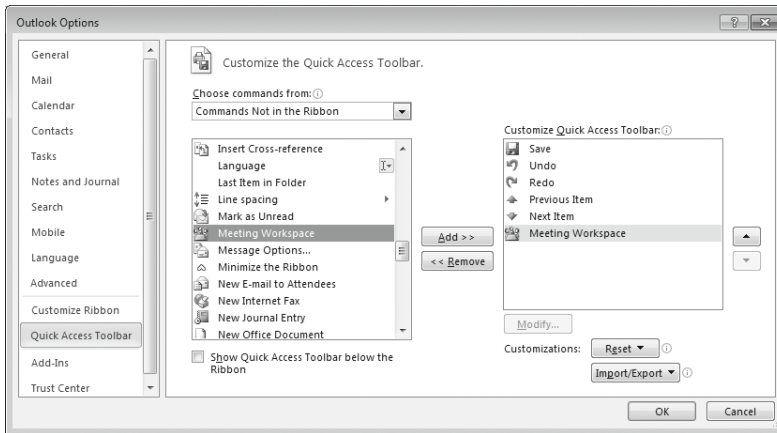 Outlook Options
General
Mail
Calendar
Contacts
Tasks
Notes and Journal
Search
Mobile
Language
Advanced
Customize Ribbon
Quick Access Toolbar
Add-Ins
Trust Center
Customize the Quick Access Toolbar.
Choose commands from:
Commands Not in the Ribbon
Insert Cross-reference
Language
Last Item in Folder
Line spacing
Mark as Unread
Meeting Workspace
Message Options...
Minimize the Ribbon
New E-mail to Attendees
New Internet Fax
New Journal Entry
New Office Document
Show Quick Access Toolbar below the
Ribbon
Add >>
<< Remove
Customize Quick Access Toolbar:
Save
Undo
Redo
Previous Item
Next Item
Meeting Workspace
Modify...
Customizations:
Reset
Import/Export
OK
Cancel